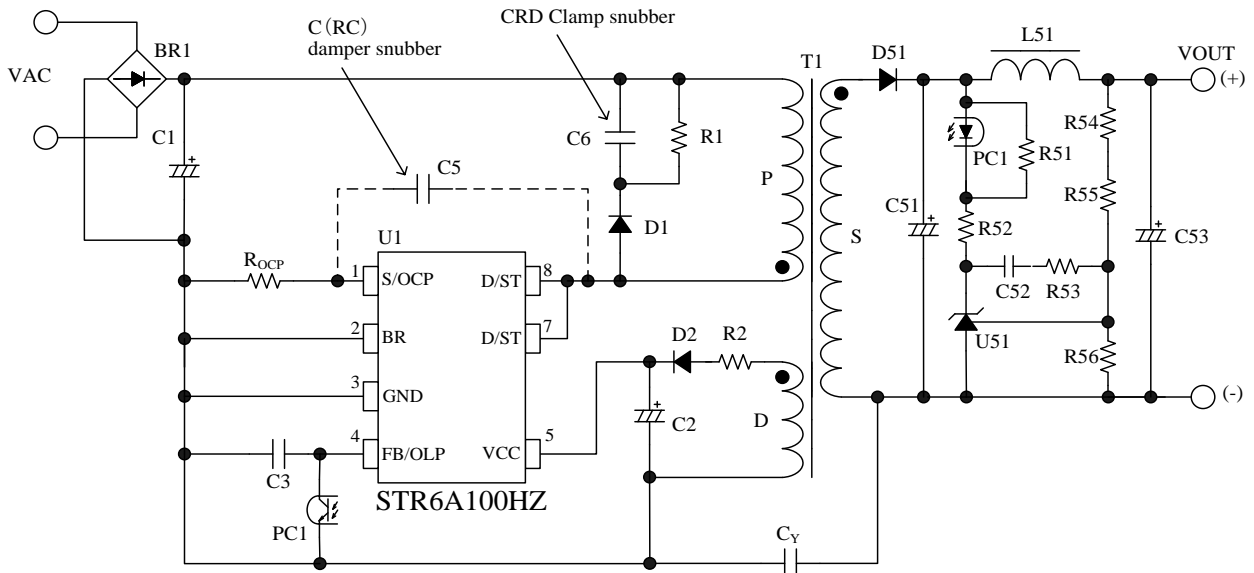 C(RC)
damper snubber
CRD Clamp snubber
BR1
VAC
C1
C6
R1
T1
D51
L51
VOUT
(+)
P
S
PC1
R51
R54
R55
C5
D1
C51
R52
C53
U1
ROCP
1
S/OCP
D/ST
8
C52
R53
2
BR
D/ST
7
U51
R56
D2
R2
3
GND
C2
D
(-)
4
FB/OLP
VCC
5
C3
STR6A100HZ
PC1
CY